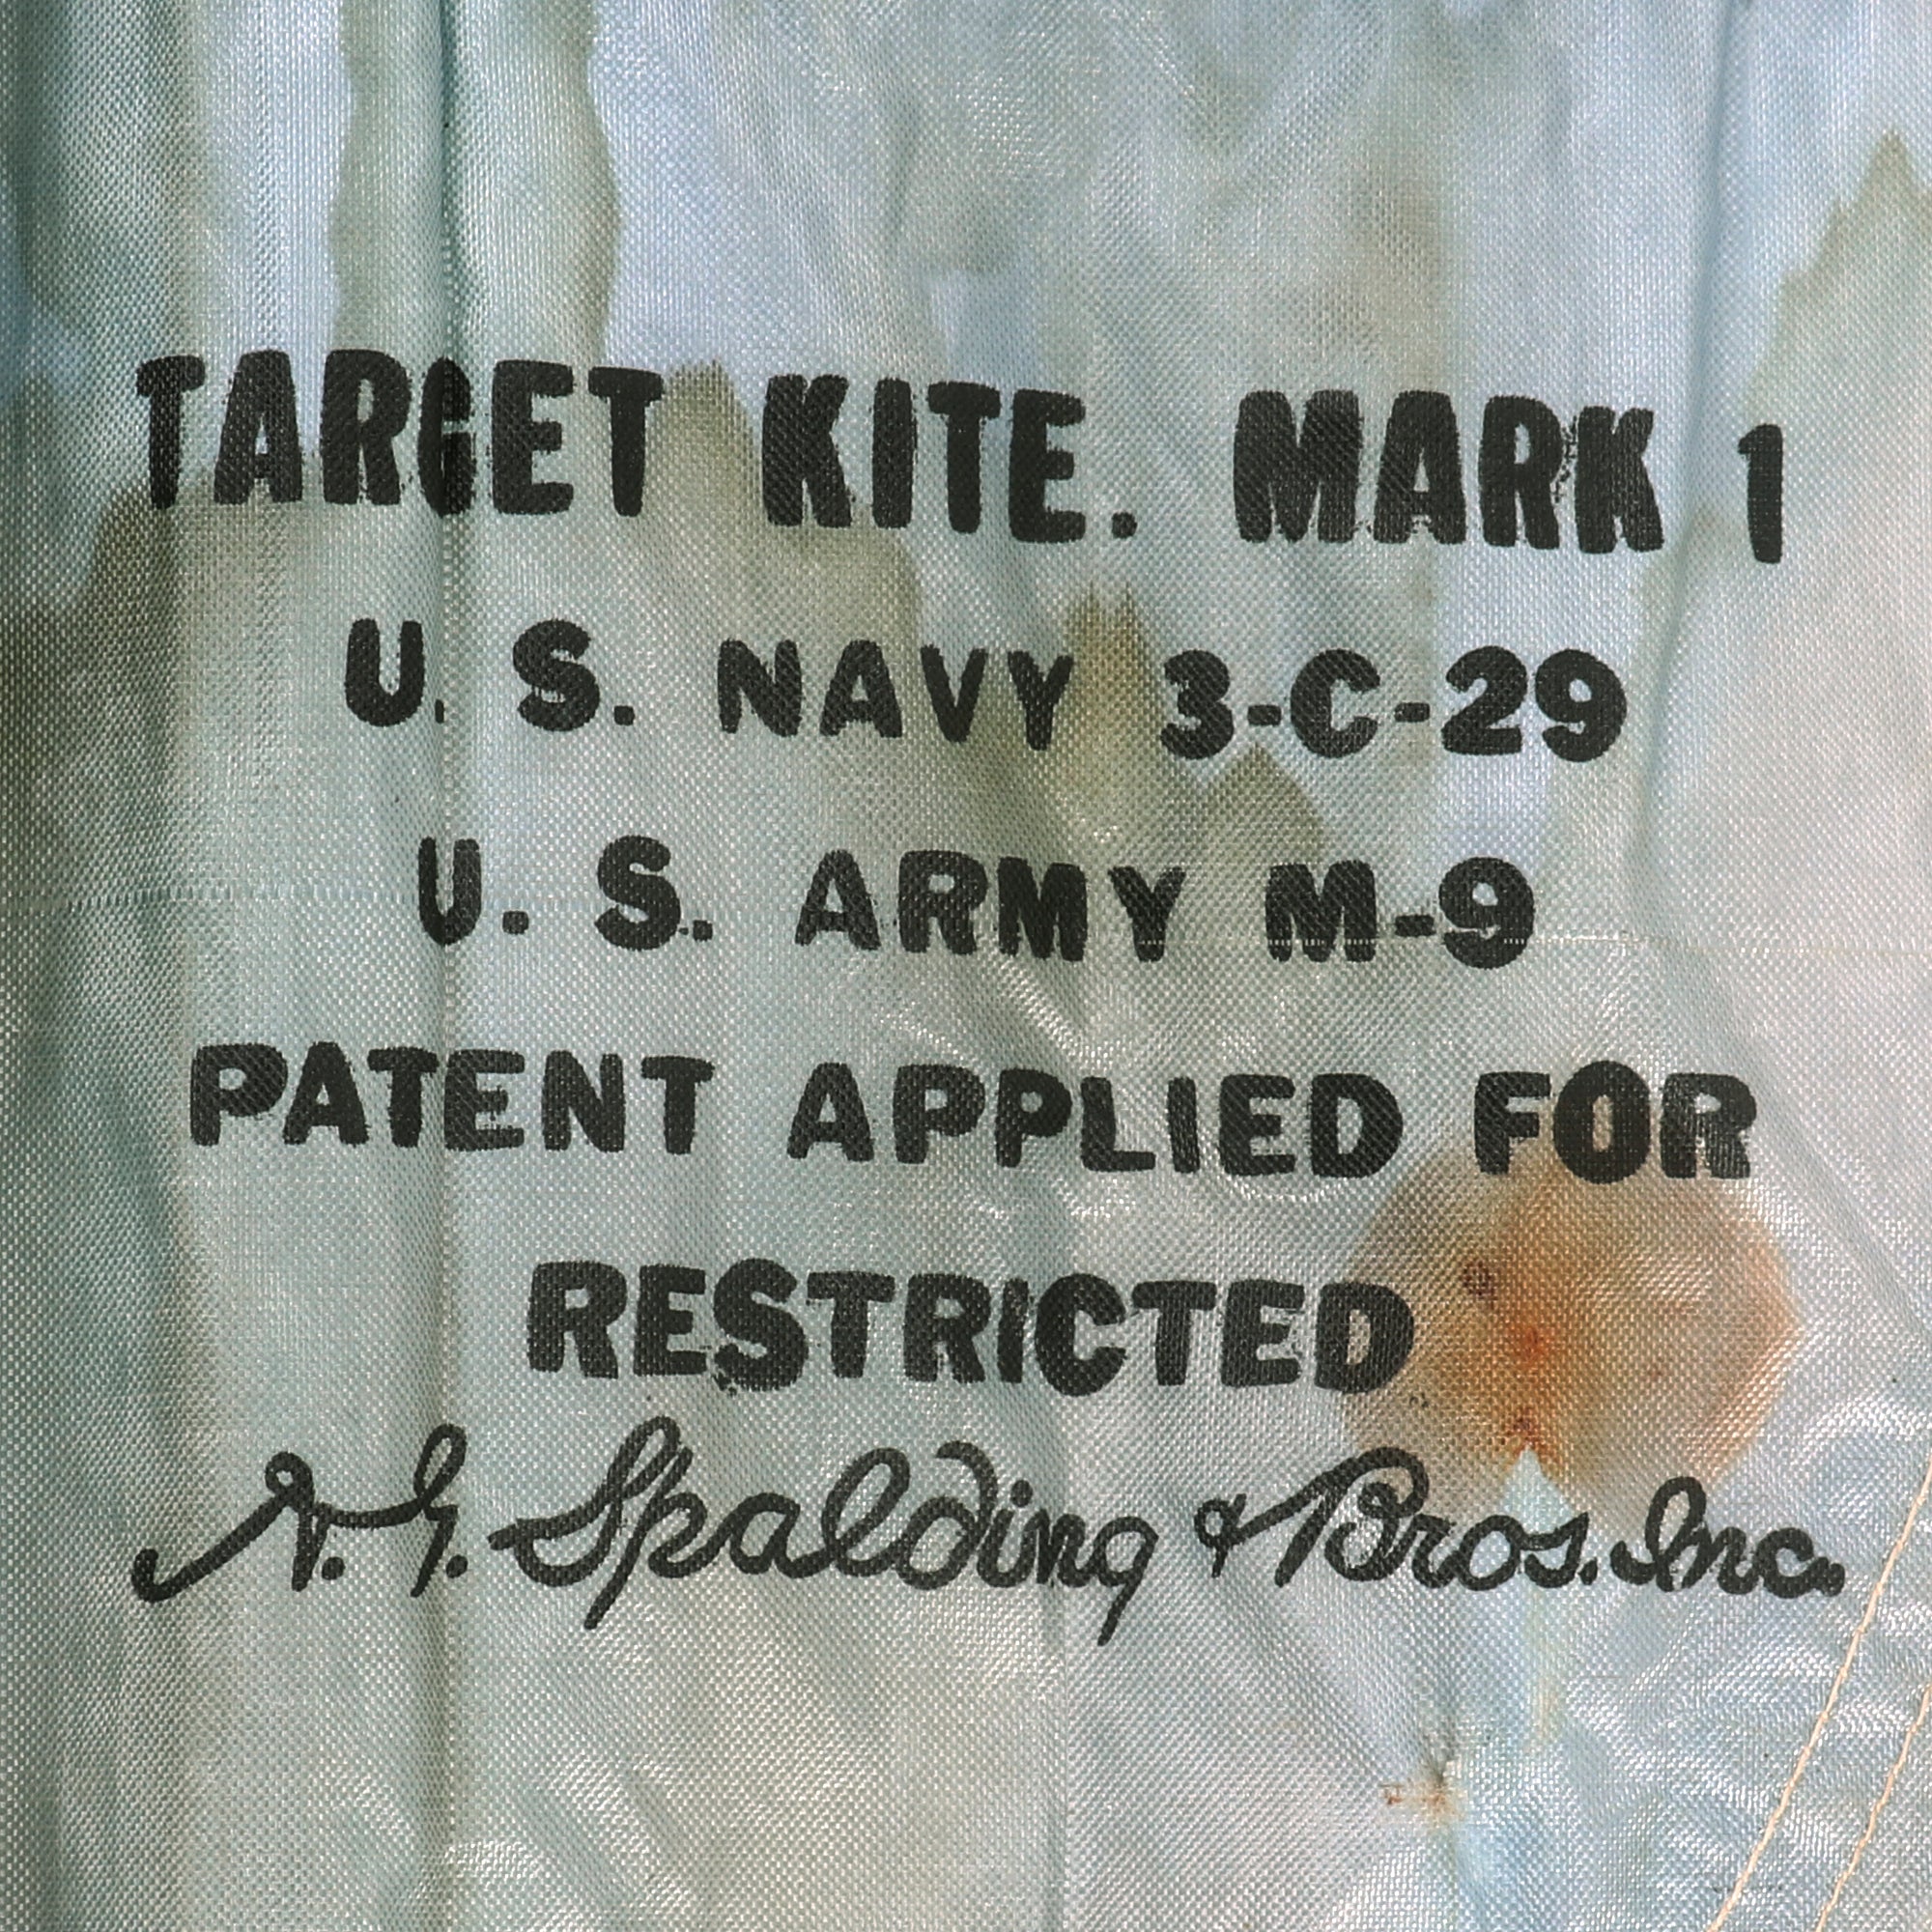 TARGET KITE. MARK 1
U. S. NAVY 3-C-29
U. S. ARMY M-9
PATENT APPLIED FOR
RESTRICTED
A. G. Spalding & Bros. Inc.